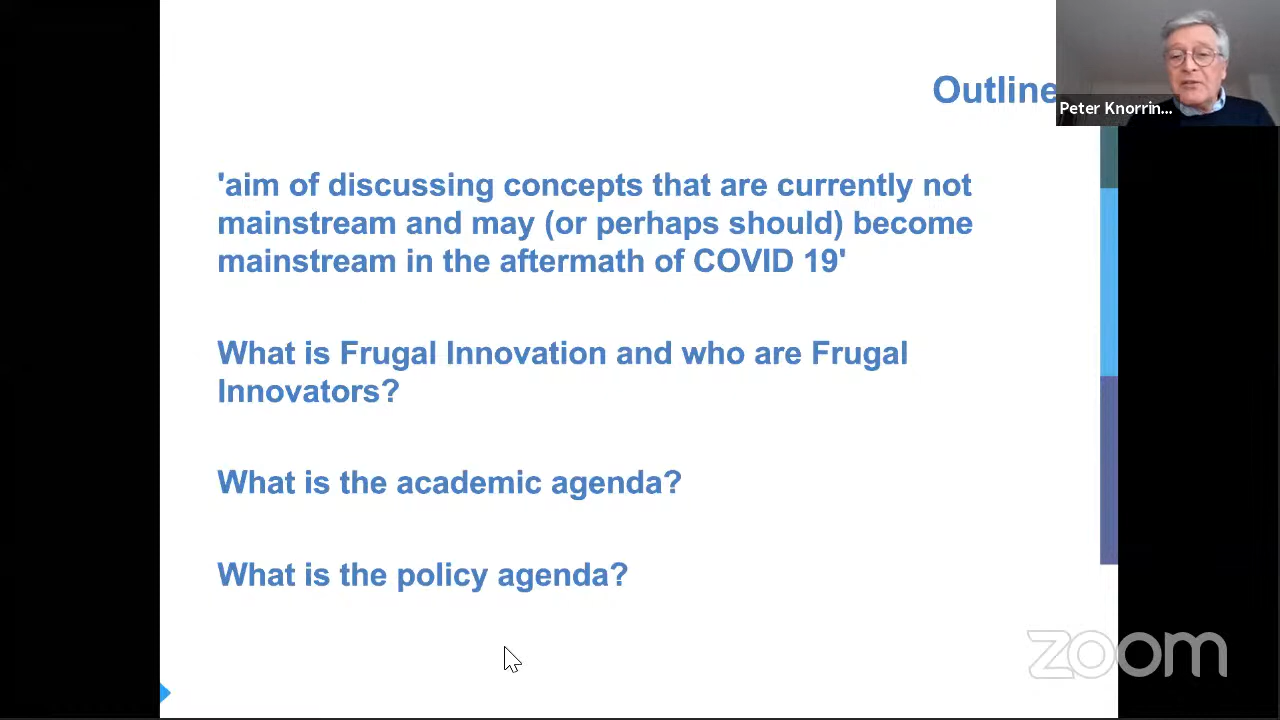 Outline
Peter Knorrin...
'aim of discussing concepts that are currently not
mainstream and may (or perhaps should) become
mainstream in the aftermath of COVID 19'
What is Frugal Innovation and who are Frugal
Innovators?
What is the academic agenda?
What is the policy agenda?
zoom